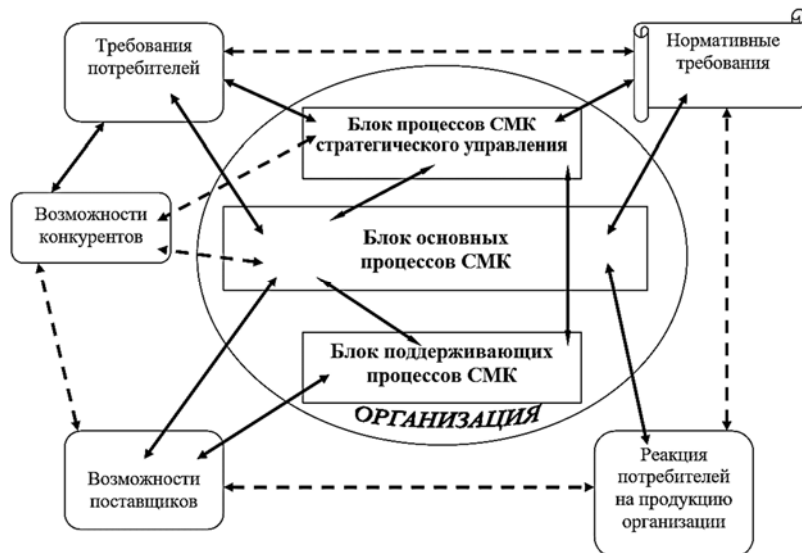 Требования
потребителей
Нормативные
требования
Блок процессов СМК
стратегического управления
Возможности
конкурентов
Блок основных
процессов СМК
Блок поддерживающих
процессов СМК
ОРГАНИЗАЦИЯ
Возможности
поставщиков
Реакция
потребителей
на продукцию
организации